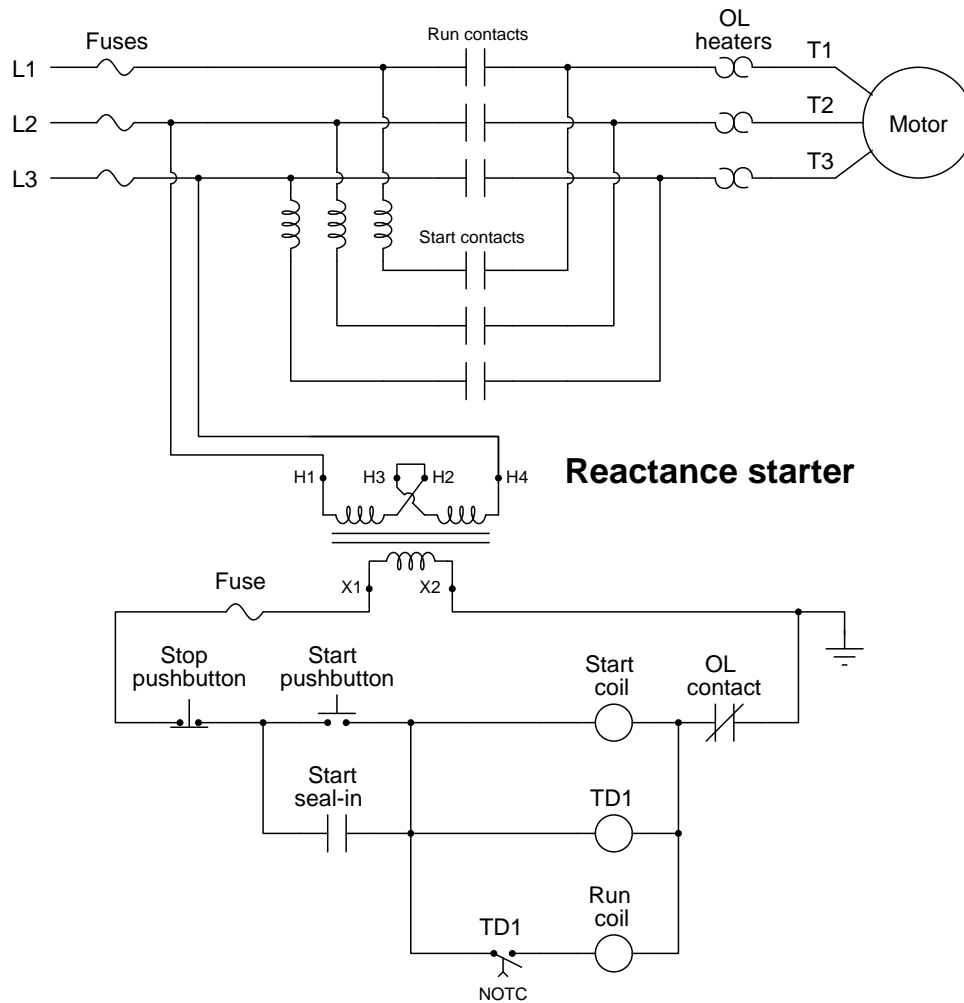 Fuses
Run contacts
OL
heaters
L1
T1
L2
T2
Motor
L3
T3
Start contacts
H1
H3
H2
H4
Reactance starter
X1
X2
Fuse
Stop
pushbutton
Start
pushbutton
Start
coil
OL
contact
Start
seal-in
TD1
TD1
Run
coil
NOTC